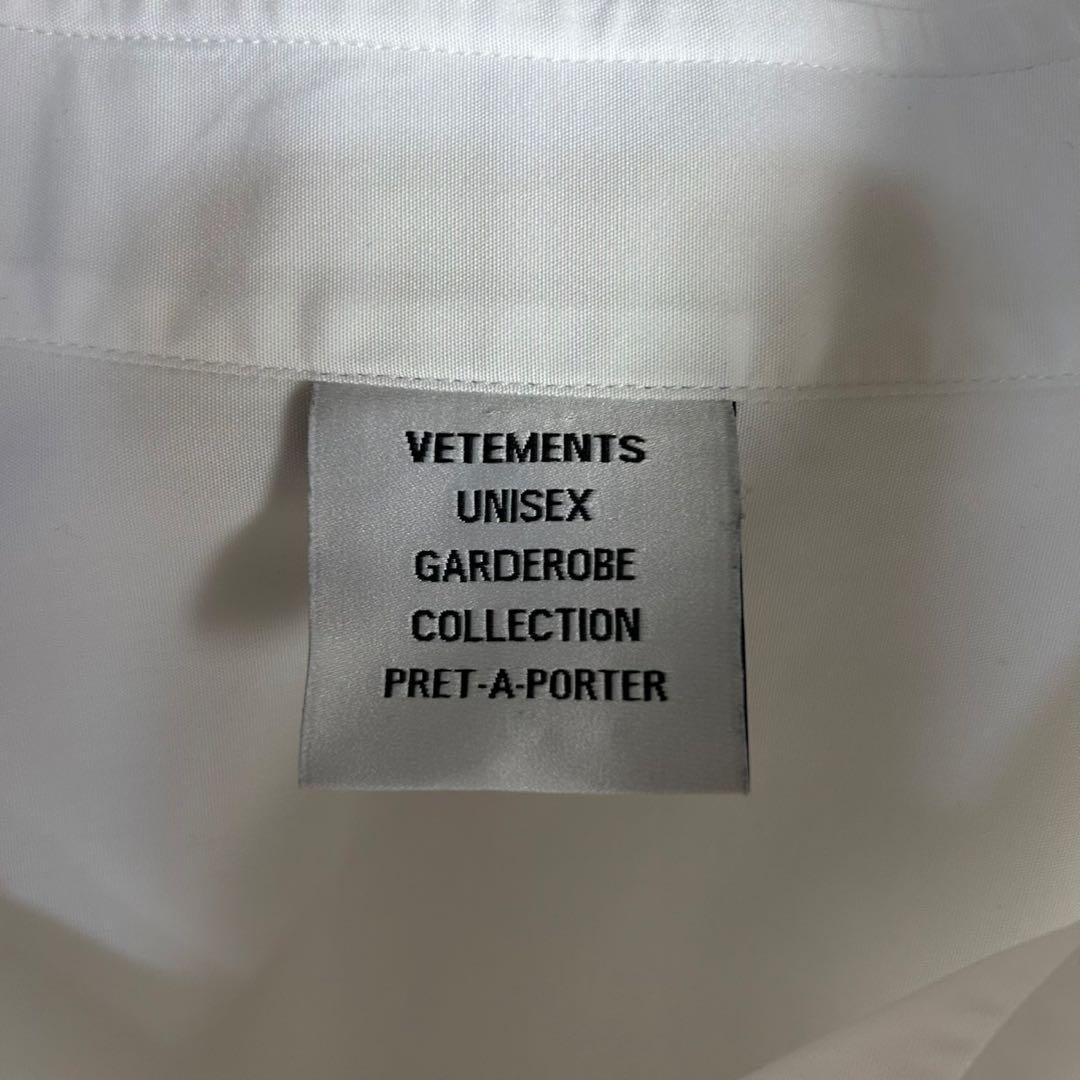 VETEMENTS
UNISEX
GARDEROBE
COLLECTION
PRET-A-PORTER